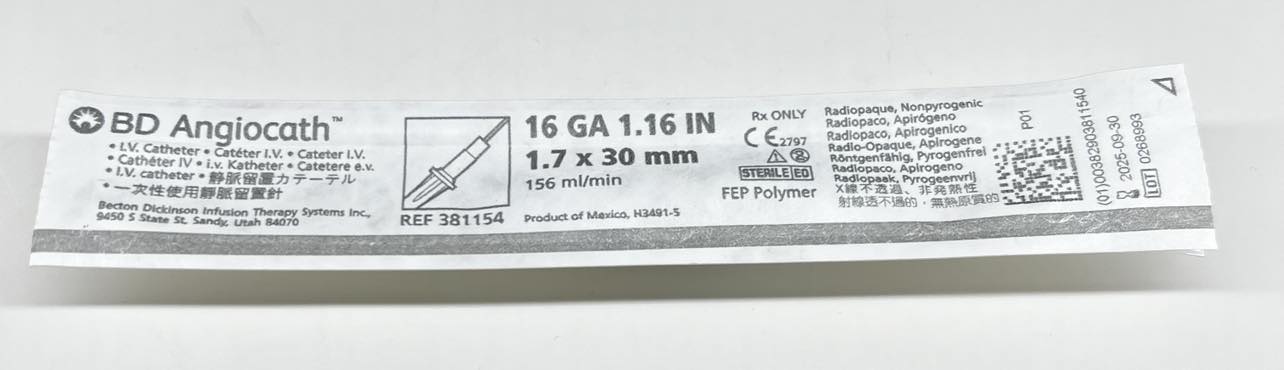 BD Angiocath™
• I.V. Catheter • Catéter I.V. • Cateter I.V.
• Cathéter IV • i.v. Katheter • Catetere e.v.
• I.V. catheter • 静脈留置カテーテル
• 一次性使用靜脈留置針
Becton Dickinson Infusion Therapy Systems Inc.,
9450 S State St. Sandy, Utah 84070
REF 381154
16 GA 1.16 IN
1.7 x 30 mm
156 ml/min
Product of Mexico, H3491-5
Rx ONLY
CE 2797
STERILE EO
FEP Polymer
Radiopaque, Nonpyrogenic
Radiopaco, Apirógeno
Radiopaco, Apirogenico
Radio-Opaque, Apirogene
Röntgenfähig, Pyrogenfrei
Radiopaco, Apirogeno
Radiopaak, Pyrogeenvrij
X線不透過、非発熱性
射線透不過的，無熱原質的
P01
(01)00382903811540
2025-09-30
LOT 0268993